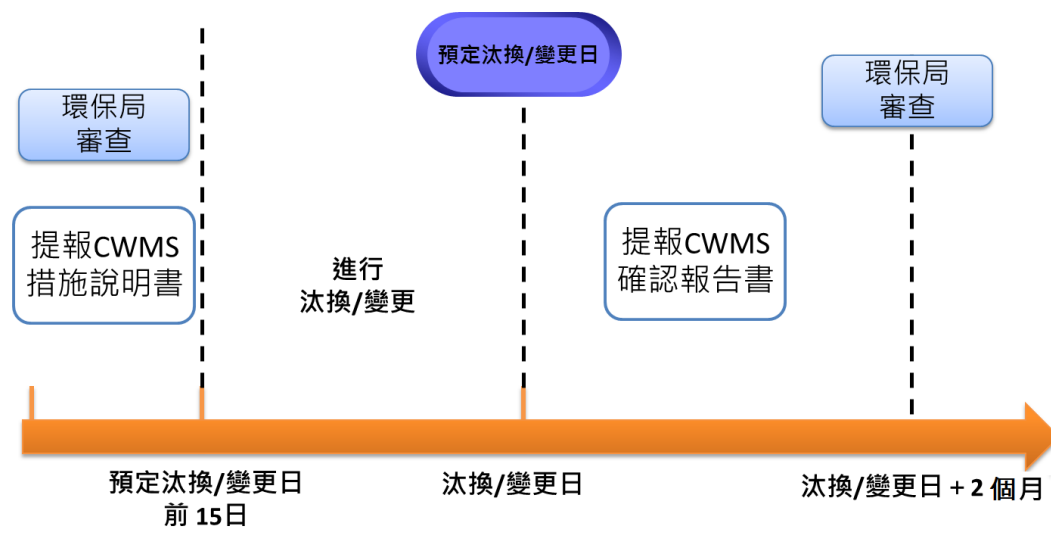 預定汰換/變更日
環保局
審查
環保局
審查
提報CWMS
措施說明書
進行
汰換/變更
提報CWMS
確認報告書
預定汰換/變更日
前 15日
汰換/變更日
汰換/變更日 + 2 個月